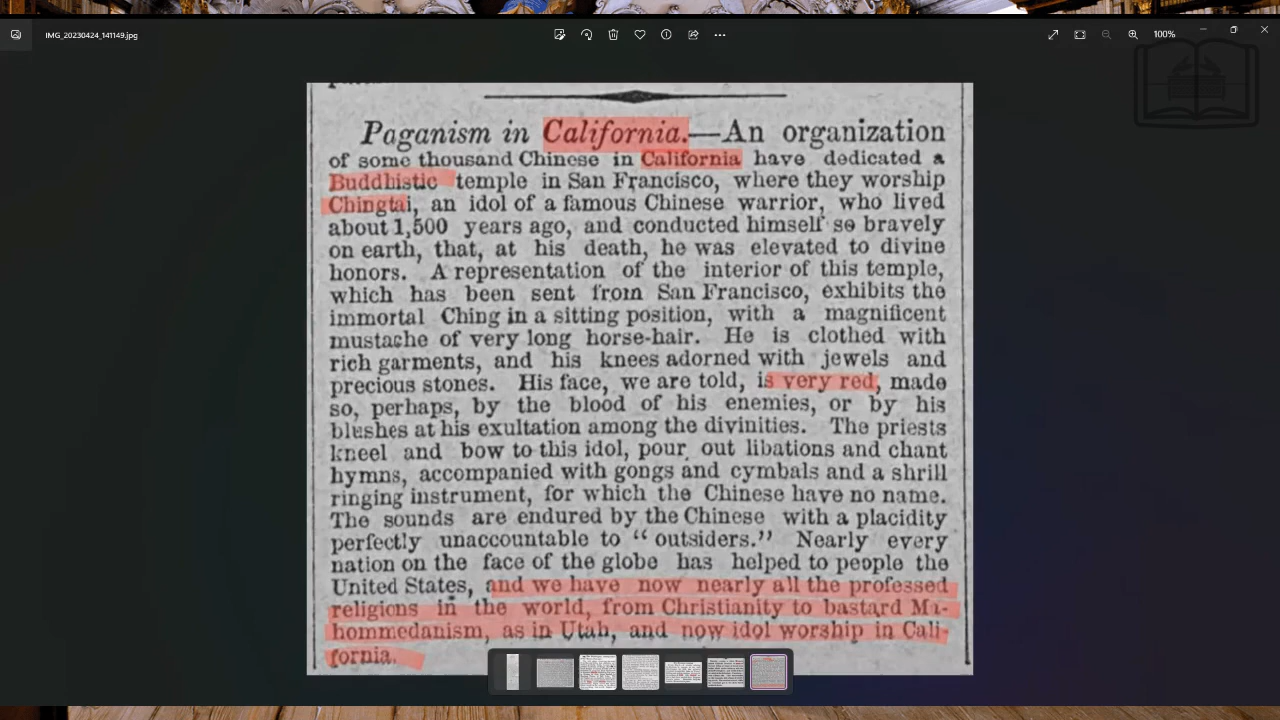 IMG_20230424_141149.jpg
100%
Paganism in California.—An organization
of some thousand Chinese in California have dedicated a
Buddhistic temple in San Francisco, where they worship
Chingtai, an idol of a famous Chinese warrior, who lived
about 1,500 years ago, and conducted himself so bravely
on earth, that, at his death, he was elevated to divine
honors. A representation of the interior of this temple,
which has been sent from San Francisco, exhibits the
immortal Ching in a sitting position, with a magnificent
mustache of very long horse-hair. He is clothed with
rich garments, and his knees adorned with jewels and
precious stones. His face, we are told, is very red, made
so, perhaps, by the blood of his enemies, or by his
blushes at his exultation among the divinities. The priests
kneel and bow to this idol, pour out libations and chant
hymns, accompanied with gongs and cymbals and a shrill
ringing instrument, for which the Chinese have no name.
The sounds are endured by the Chinese with a placidity
perfectly unaccountable to “outsiders.” Nearly every
nation on the face of the globe has helped to people the
United States, and we have now nearly all the professed
religions in the world, from Christianity to bastard Ma-
hommedanism, as in Utah, and now idol worship in Cali-
fornia.